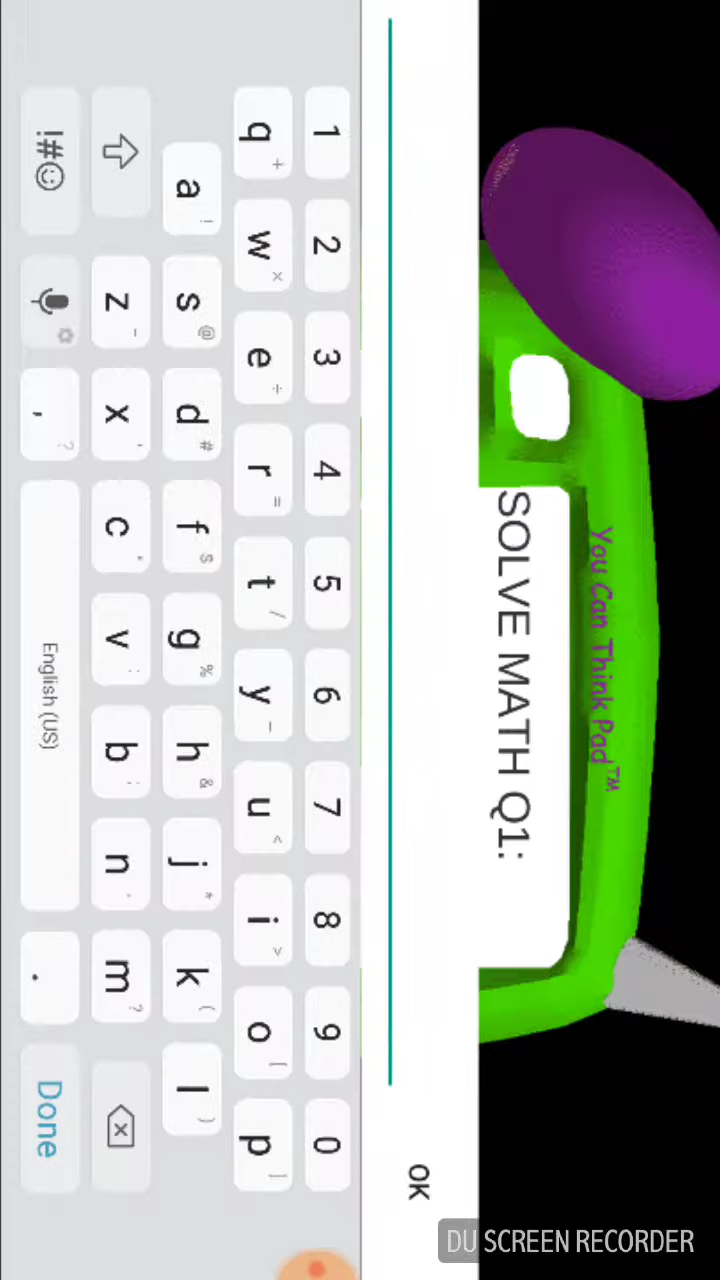 You Can Think Pad™
SOLVE MATH Q1:
OK
1 2 3 4 5 6 7 8 9 0
q + w × e ÷ r = t / y _ u < i > o [ p ]
a ! s @ d # f $ g % h & j * k ( l )
z - x ' c " v : b ; n , m ?
!#☺ , ? English (US) . Done
DU SCREEN RECORDER